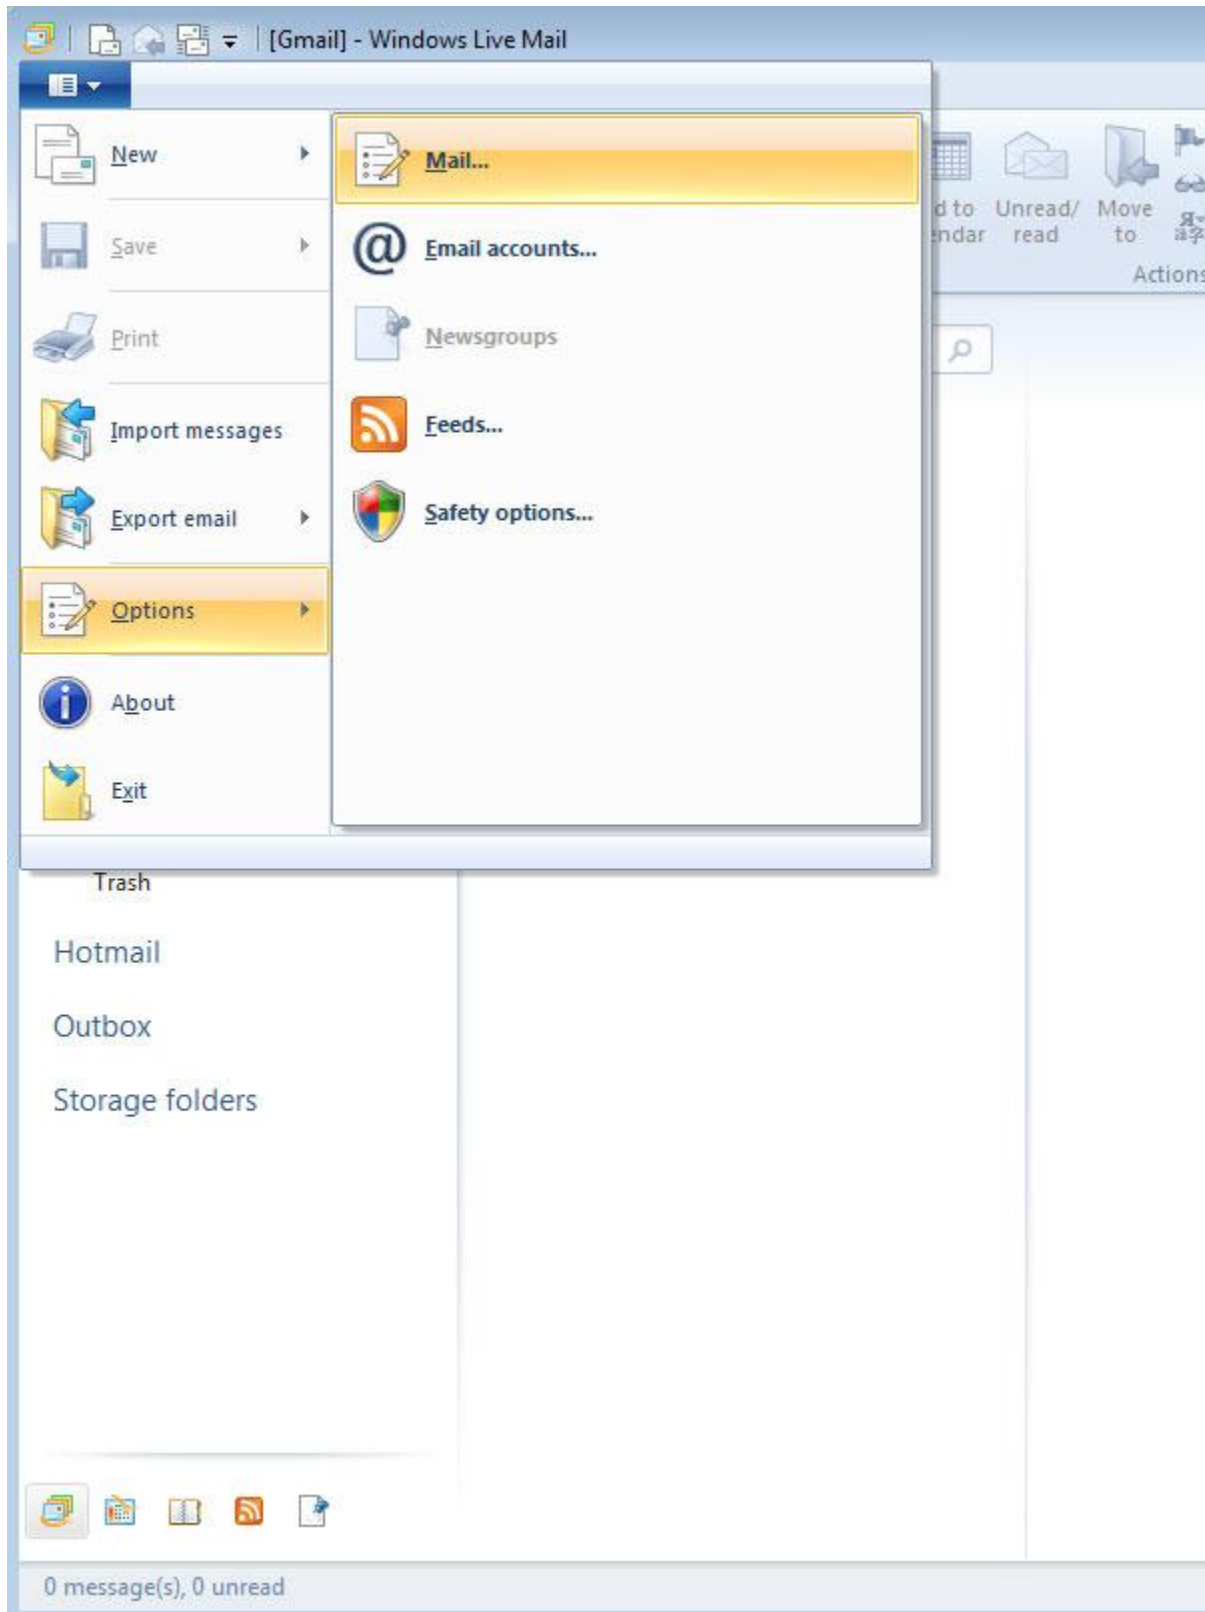 [Gmail] - Windows Live Mail
New
Save
Print
Import messages
Export email
Options
About
Exit
Mail...
Email accounts...
Newsgroups
Feeds...
Safety options...
d to
endar
Unread/
read
Move
to
Actions
Trash
Hotmail
Outbox
Storage folders
0 message(s), 0 unread